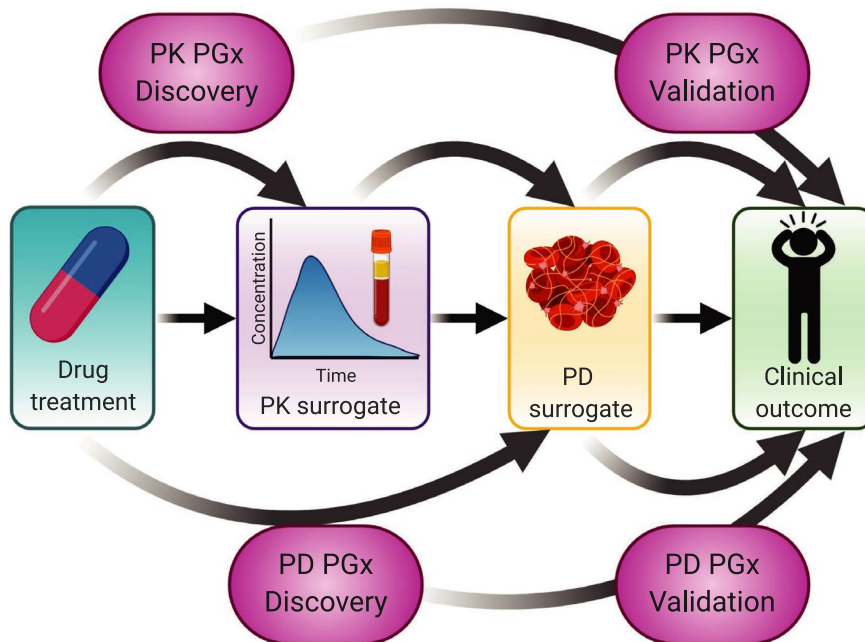 PK PGx
Discovery
PK PGx
Validation
Drug
treatment
Concentration
Time
PK surrogate
PD
surrogate
Clinical
outcome
PD PGx
Discovery
PD PGx
Validation